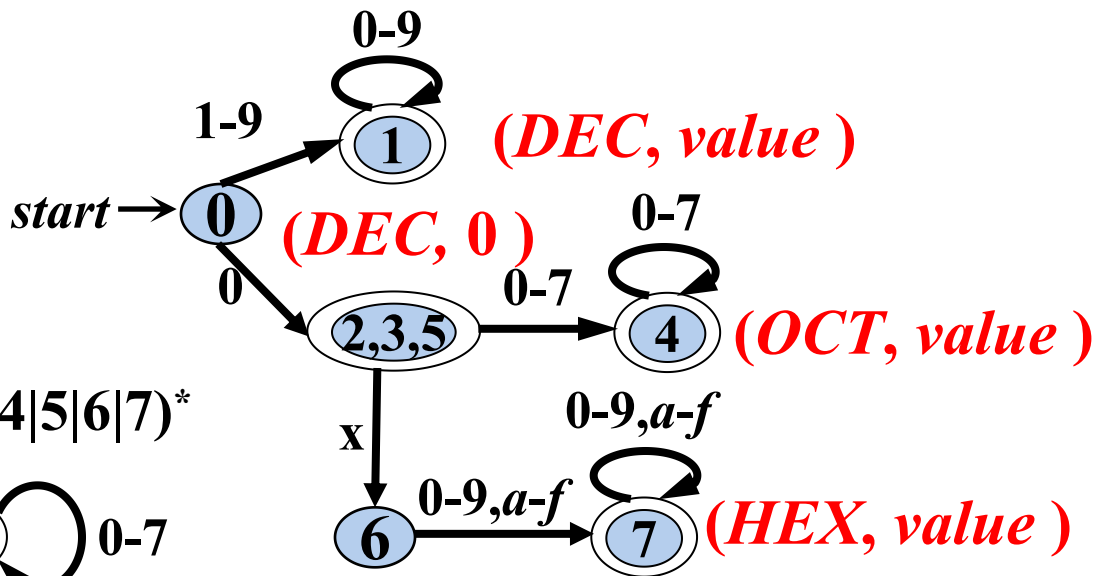 0-9
1-9
1
(DEC, value )
start
0
(DEC, 0 )
0-7
0
0-7
2,3,5
4
(OCT, value )
4|5|6|7)*
0-9,a-f
x
0-9,a-f
0-7
6
7
(HEX, value )